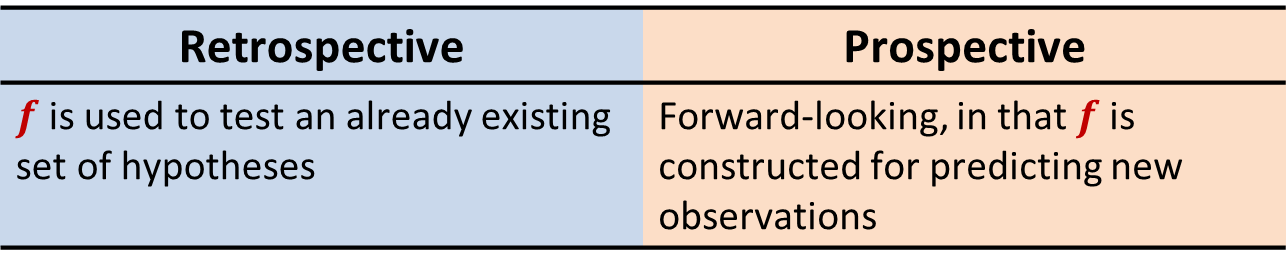 Retrospective
Prospective
f is used to test an already existing
set of hypotheses
Forward-looking, in that f is
constructed for predicting new
observations